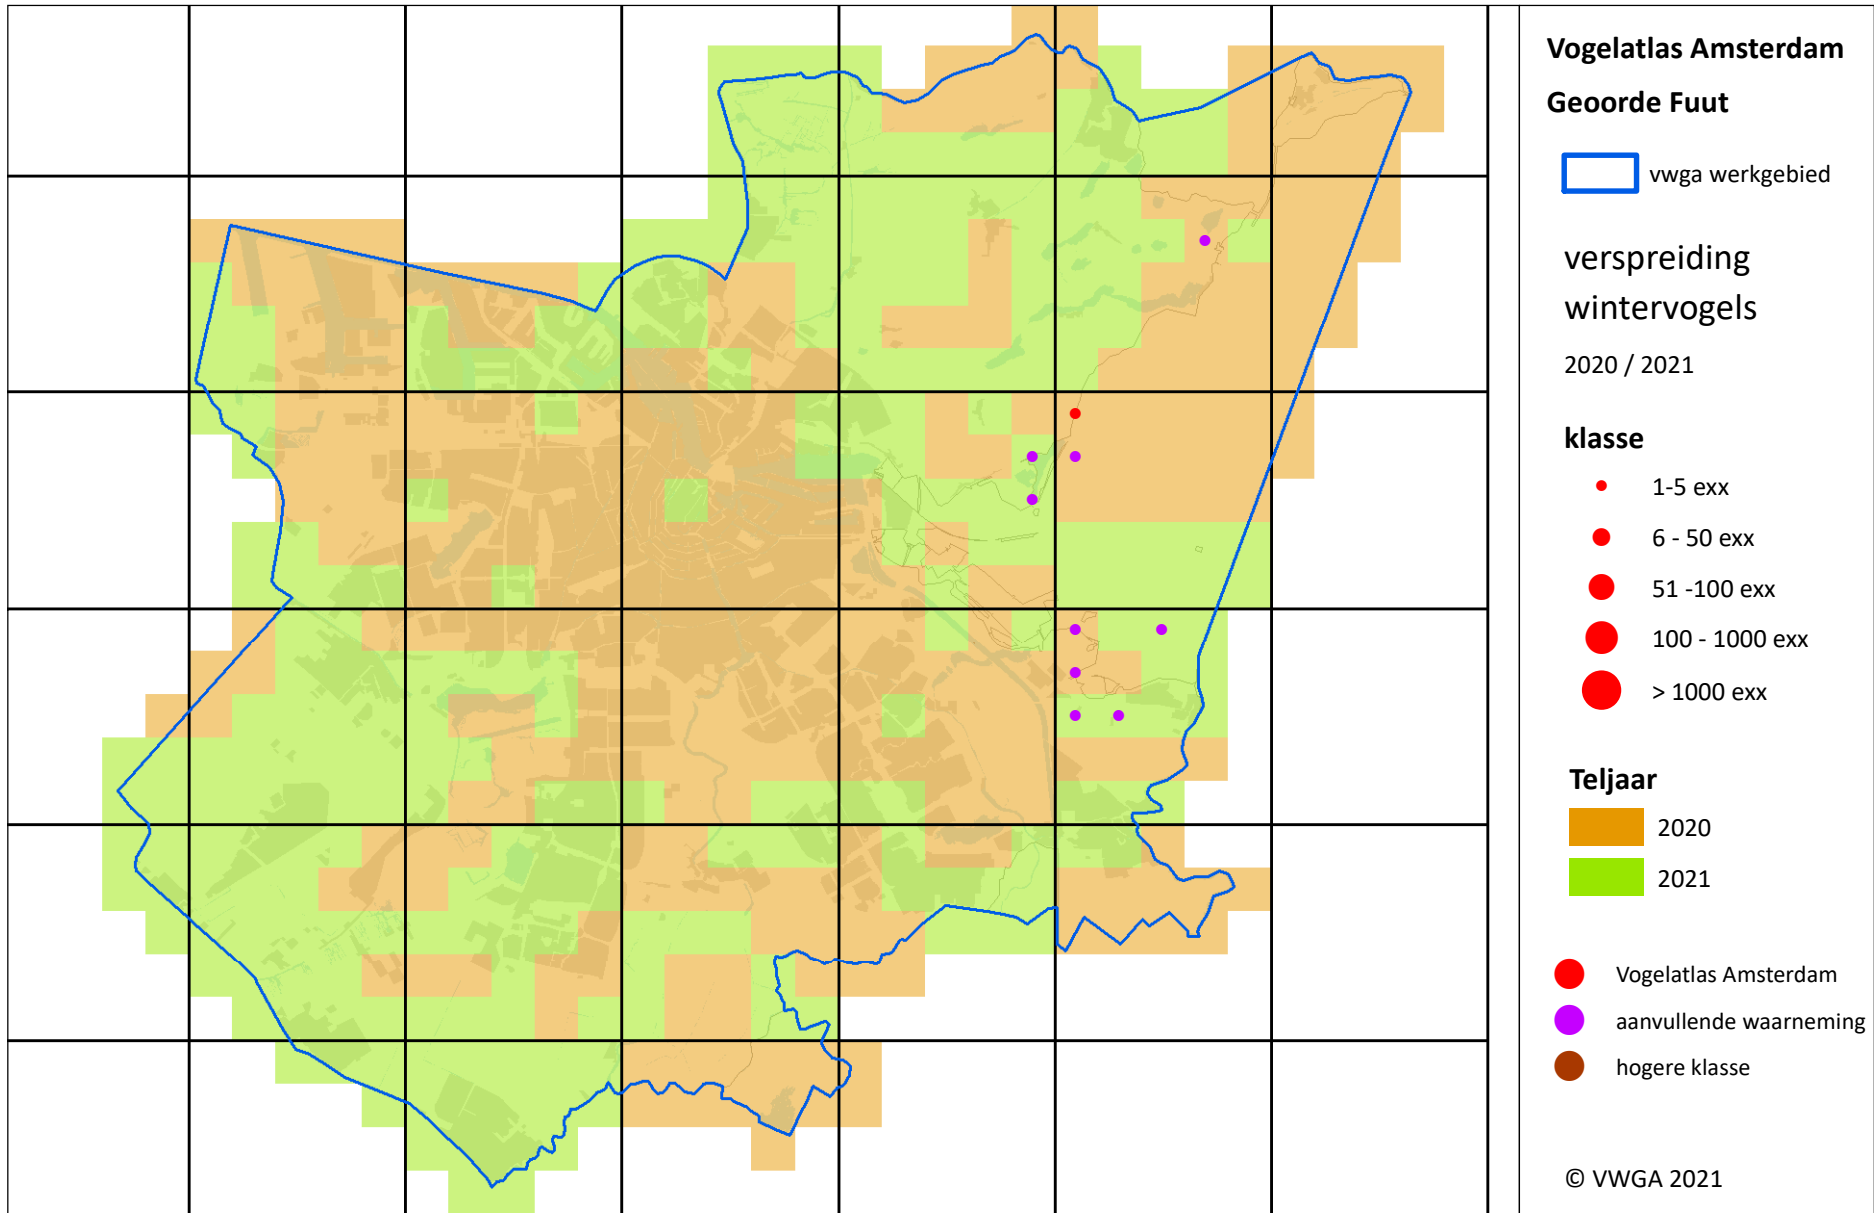 Vogelatlas Amsterdam
Geoorde Fuut
vwga werkgebied
verspreiding
wintervogels
2020 / 2021
klasse
1-5 exx
6 - 50 exx
51 -100 exx
100 - 1000 exx
> 1000 exx
Teljaar
2020
2021
Vogelatlas Amsterdam
aanvullende waarneming
hogere klasse
© VWGA 2021